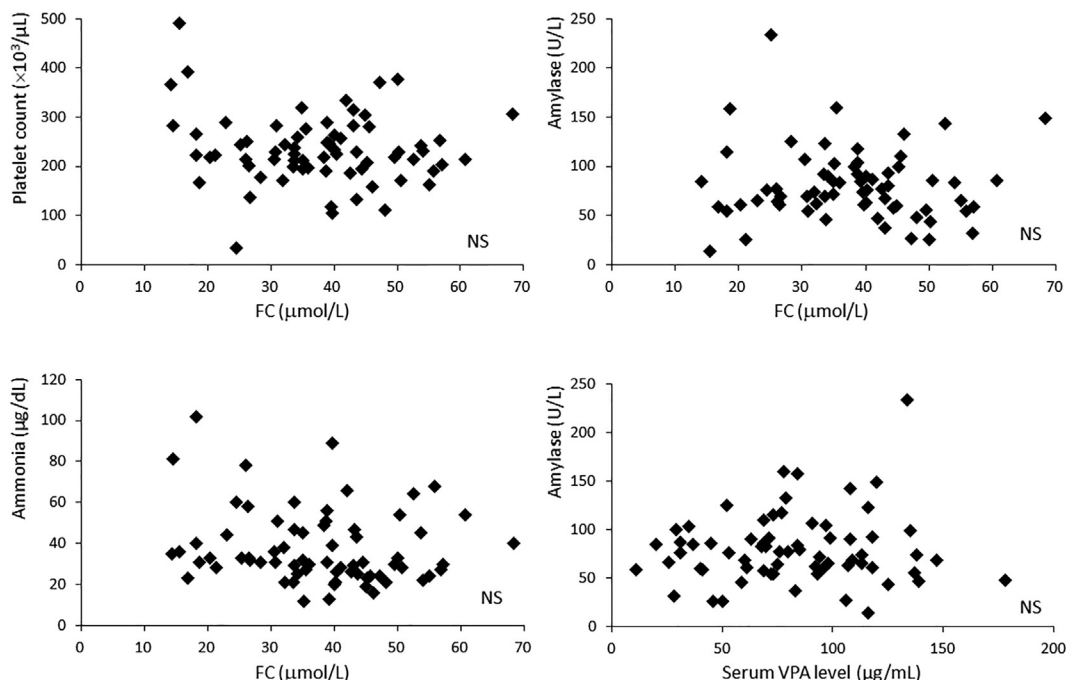 Platelet count (×10³/μL)
500
400
300
200
100
0
NS
0 10 20 30 40 50 60 70
FC (μmol/L)
Amylase (U/L)
250
200
150
100
50
0
NS
0 10 20 30 40 50 60 70
FC (μmol/L)
Ammonia (μg/dL)
120
100
80
60
40
20
0
NS
0 10 20 30 40 50 60 70
FC (μmol/L)
Amylase (U/L)
250
200
150
100
50
0
NS
0 50 100 150 200
Serum VPA level (μg/mL)